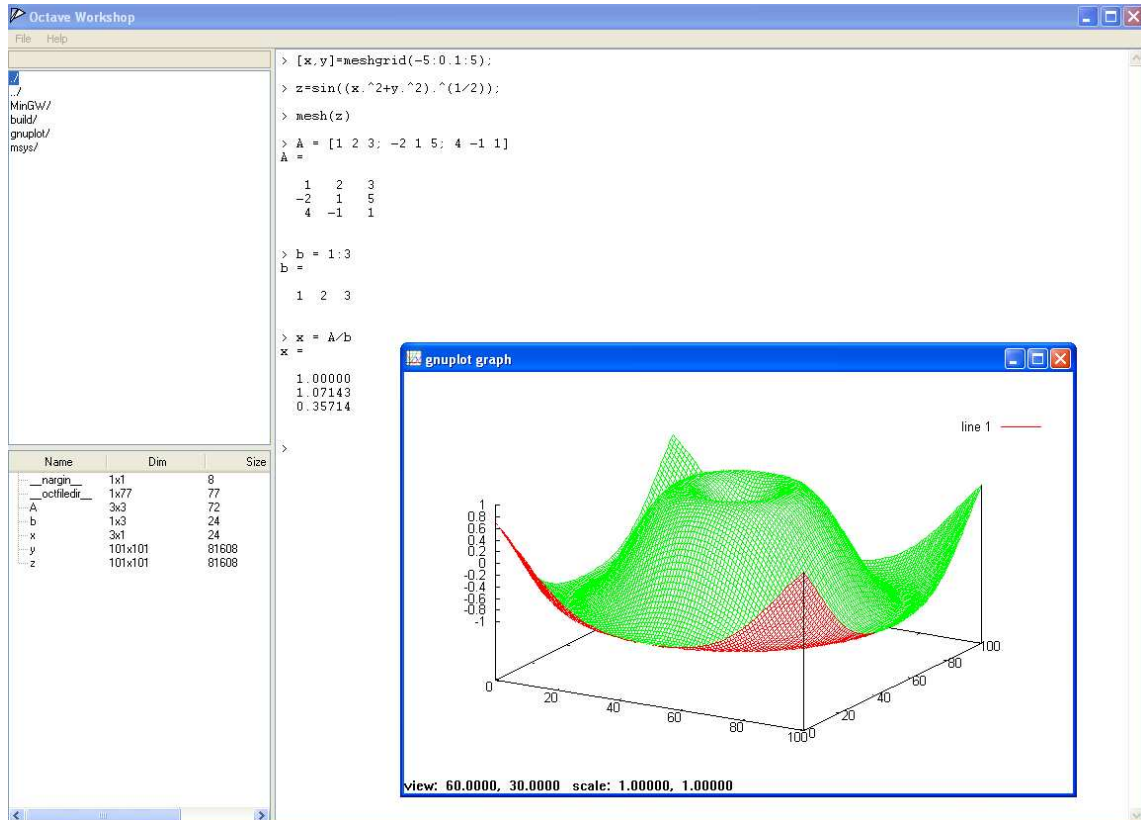 Octave Workshop
File Help
./
../
MinGW/
build/
gnuplot/
msys/
> [x,y]=meshgrid(-5:0.1:5);
> z=sin((x.^2+y.^2).^(1/2));
> mesh(z)
> A = [1 2 3; -2 1 5; 4 -1 1]
A =
1 2 3
-2 1 5
4 -1 1
> b = 1:3
b =
1 2 3
> x = A/b
x =
1.00000
1.07143
0.35714
>
Name Dim Size
__nargin__ 1x1 8
__octfiledir__ 1x77 77
A 3x3 72
b 1x3 24
x 3x1 24
y 101x101 81608
z 101x101 81608
gnuplot graph
line 1
1
0.8
0.6
0.4
0.2
0
-0.2
-0.4
-0.6
-0.8
-1
0 20 40 60 80 100
0 20 40 60 80 100
view: 60.0000, 30.0000 scale: 1.00000, 1.00000